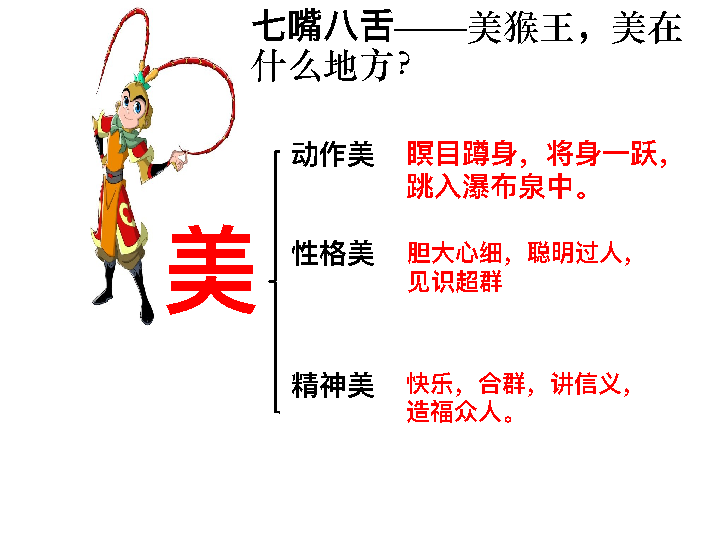 七嘴八舌——美猴王，美在
什么地方？
动作美
瞑目蹲身，将身一跃，
跳入瀑布泉中。
美
性格美
胆大心细，聪明过人，
见识超群
精神美
快乐，合群，讲信义，
造福众人。